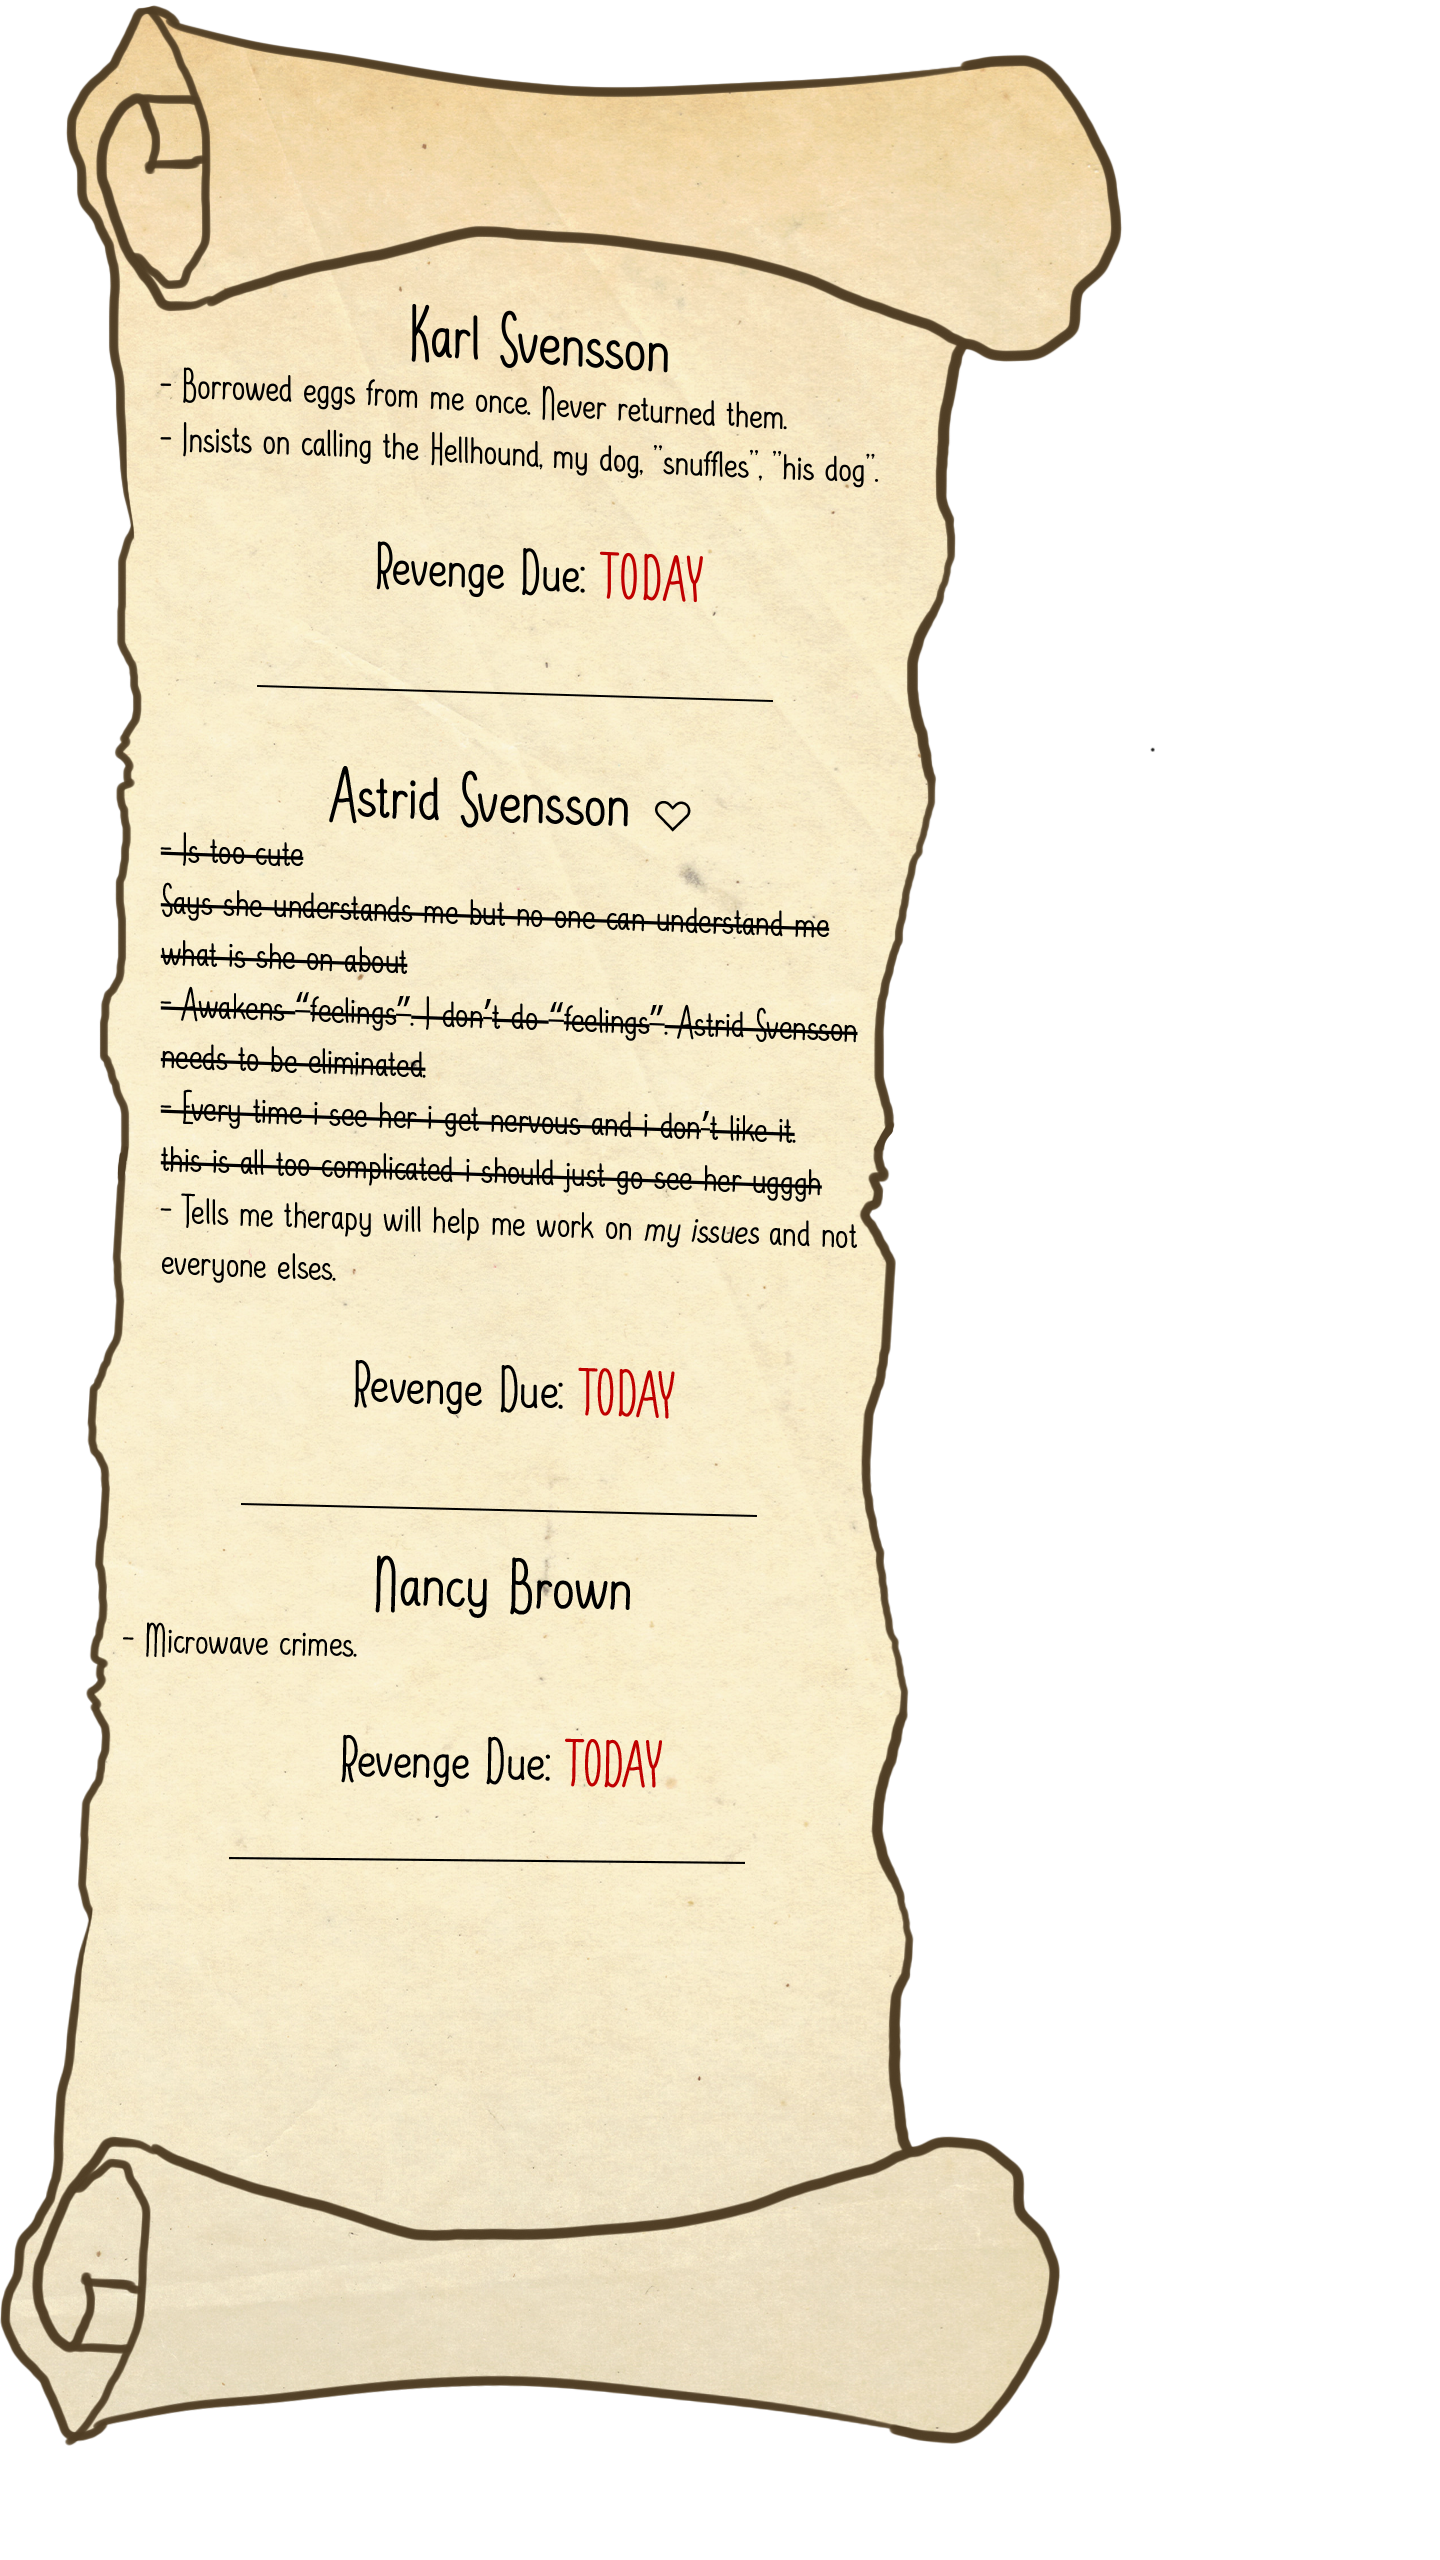 Karl Svensson
- Borrowed eggs from me once. Never returned them.
- Insists on calling the Hellhound, my dog, "snuffles", "his dog".
Revenge Due: TODAY
Astrid Svensson ♡
- Is too cute
Says she understands me but no one can understand me
what is she on about
- Awakens “feelings”. I don’t do “feelings”. Astrid Svensson
needs to be eliminated.
- Every time i see her i get nervous and i don’t like it.
this is all too complicated i should just go see her ugggh
- Tells me therapy will help me work on my issues and not
everyone elses.
Revenge Due: TODAY
Nancy Brown
- Microwave crimes.
Revenge Due: TODAY